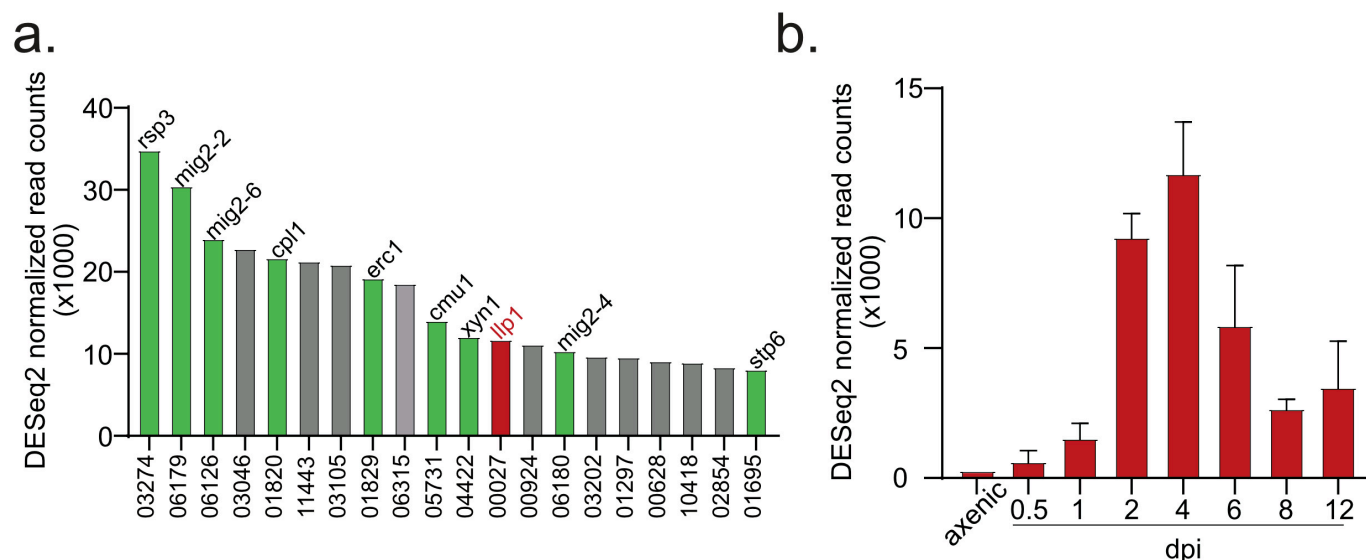 a.
DESeq2 normalized read counts
(x1000)
40
30
20
10
0
rsp3
mig2-2
mig2-6
cpl1
erc1
cmu1
xyn1
llp1
mig2-4
stp6
03274
06179
06126
03046
01820
11443
03105
01829
06315
05731
04422
00027
00924
06180
03202
01297
00628
10418
02854
01695
b.
DESeq2 normalized read counts
(x1000)
15
10
5
0
axenic
0.5 1 2 4 6 8 12
dpi